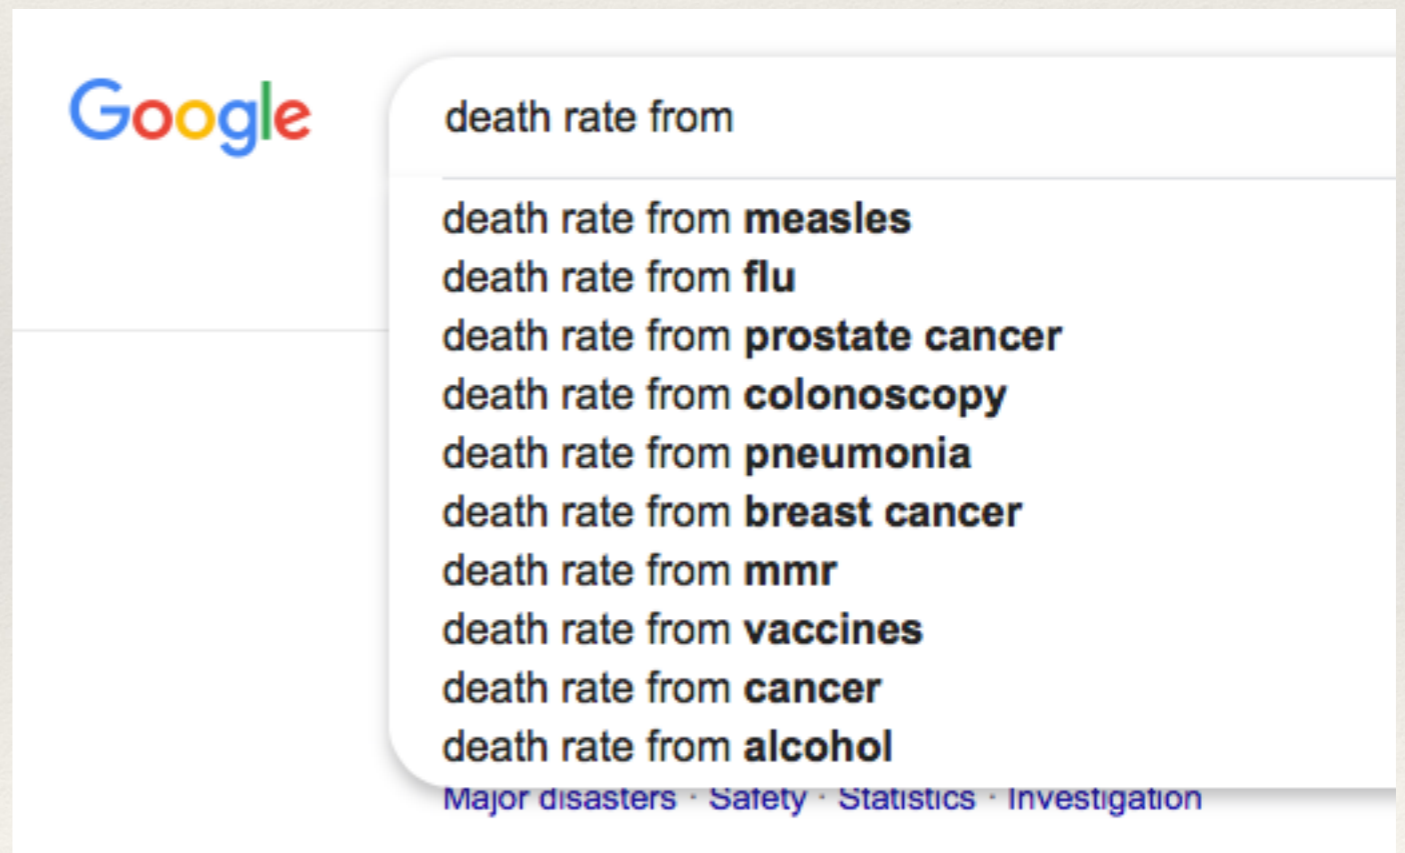 Google
death rate from
death rate from measles
death rate from flu
death rate from prostate cancer
death rate from colonoscopy
death rate from pneumonia
death rate from breast cancer
death rate from mmr
death rate from vaccines
death rate from cancer
death rate from alcohol
Major disasters · Safety · Statistics · Investigation